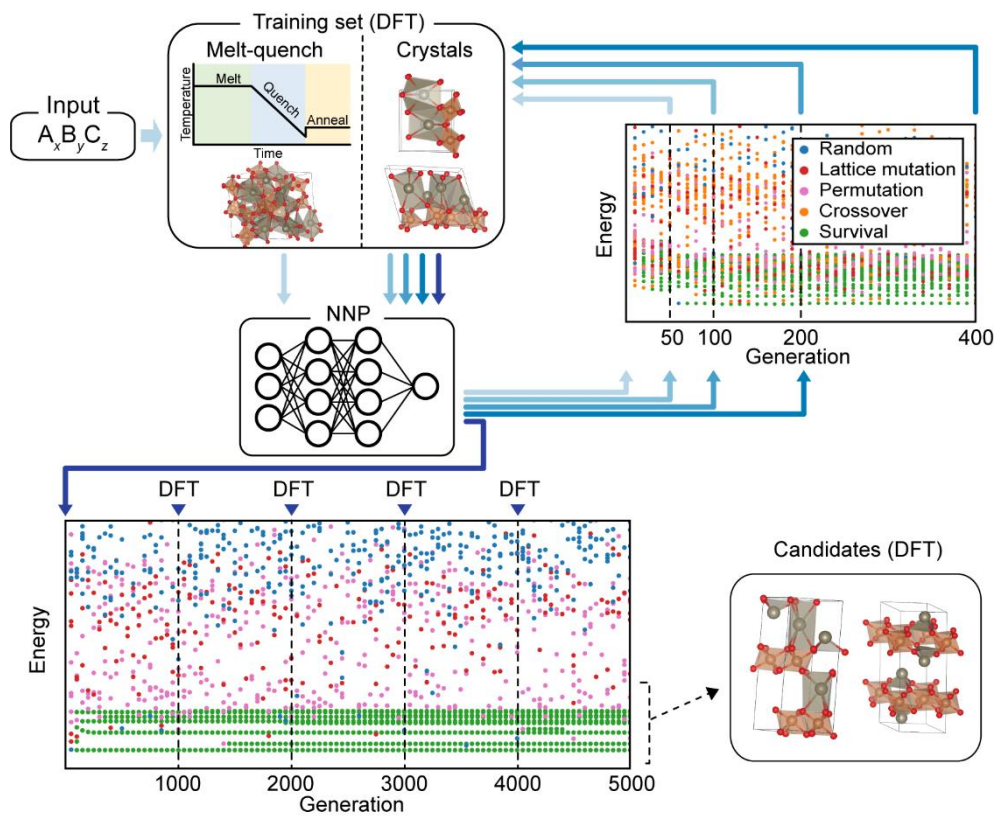 Training set (DFT)
Melt-quench
Crystals
Temperature
Melt
Quench
Anneal
Time
Input
AxByCz
Energy
Random
Lattice mutation
Permutation
Crossover
Survival
50
100
200
400
Generation
NNP
DFT
DFT
DFT
DFT
Energy
1000
2000
3000
4000
5000
Generation
Candidates (DFT)